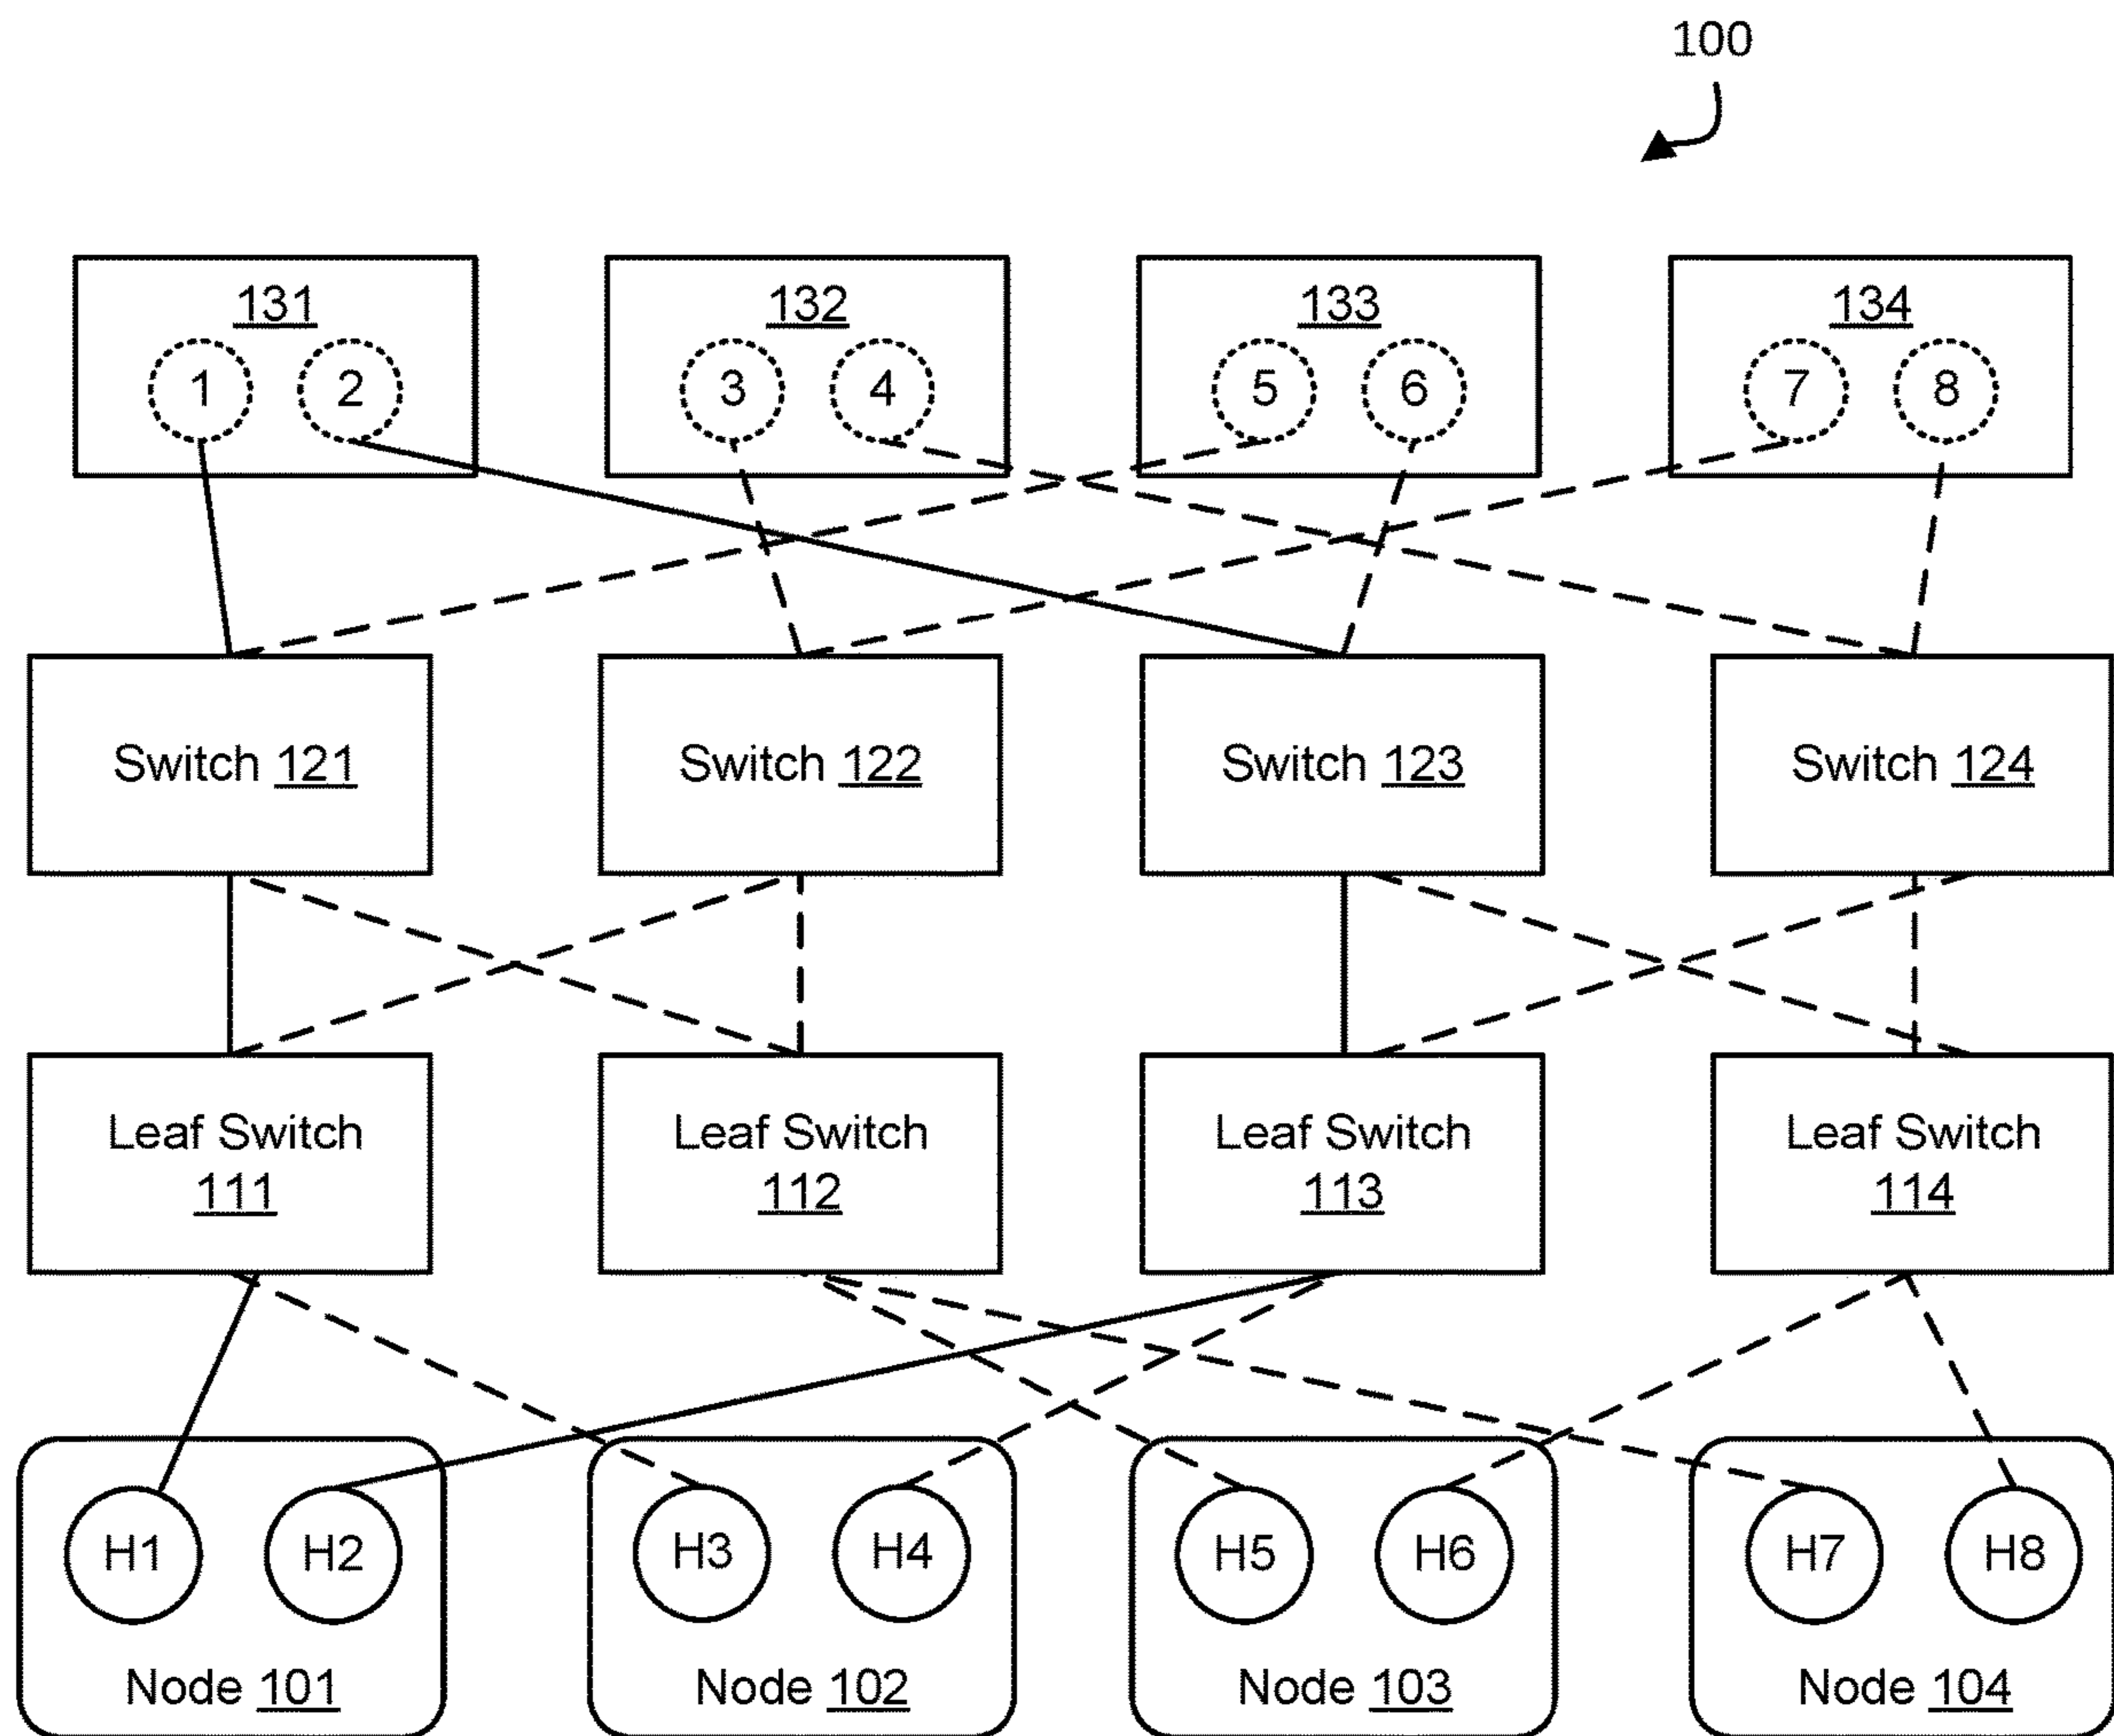 100
131 132 133 134
1 2 3 4 5 6 7 8
Switch 121 Switch 122 Switch 123 Switch 124
Leaf Switch Leaf Switch Leaf Switch Leaf Switch
111 112 113 114
H1 H2 H3 H4 H5 H6 H7 H8
Node 101 Node 102 Node 103 Node 104